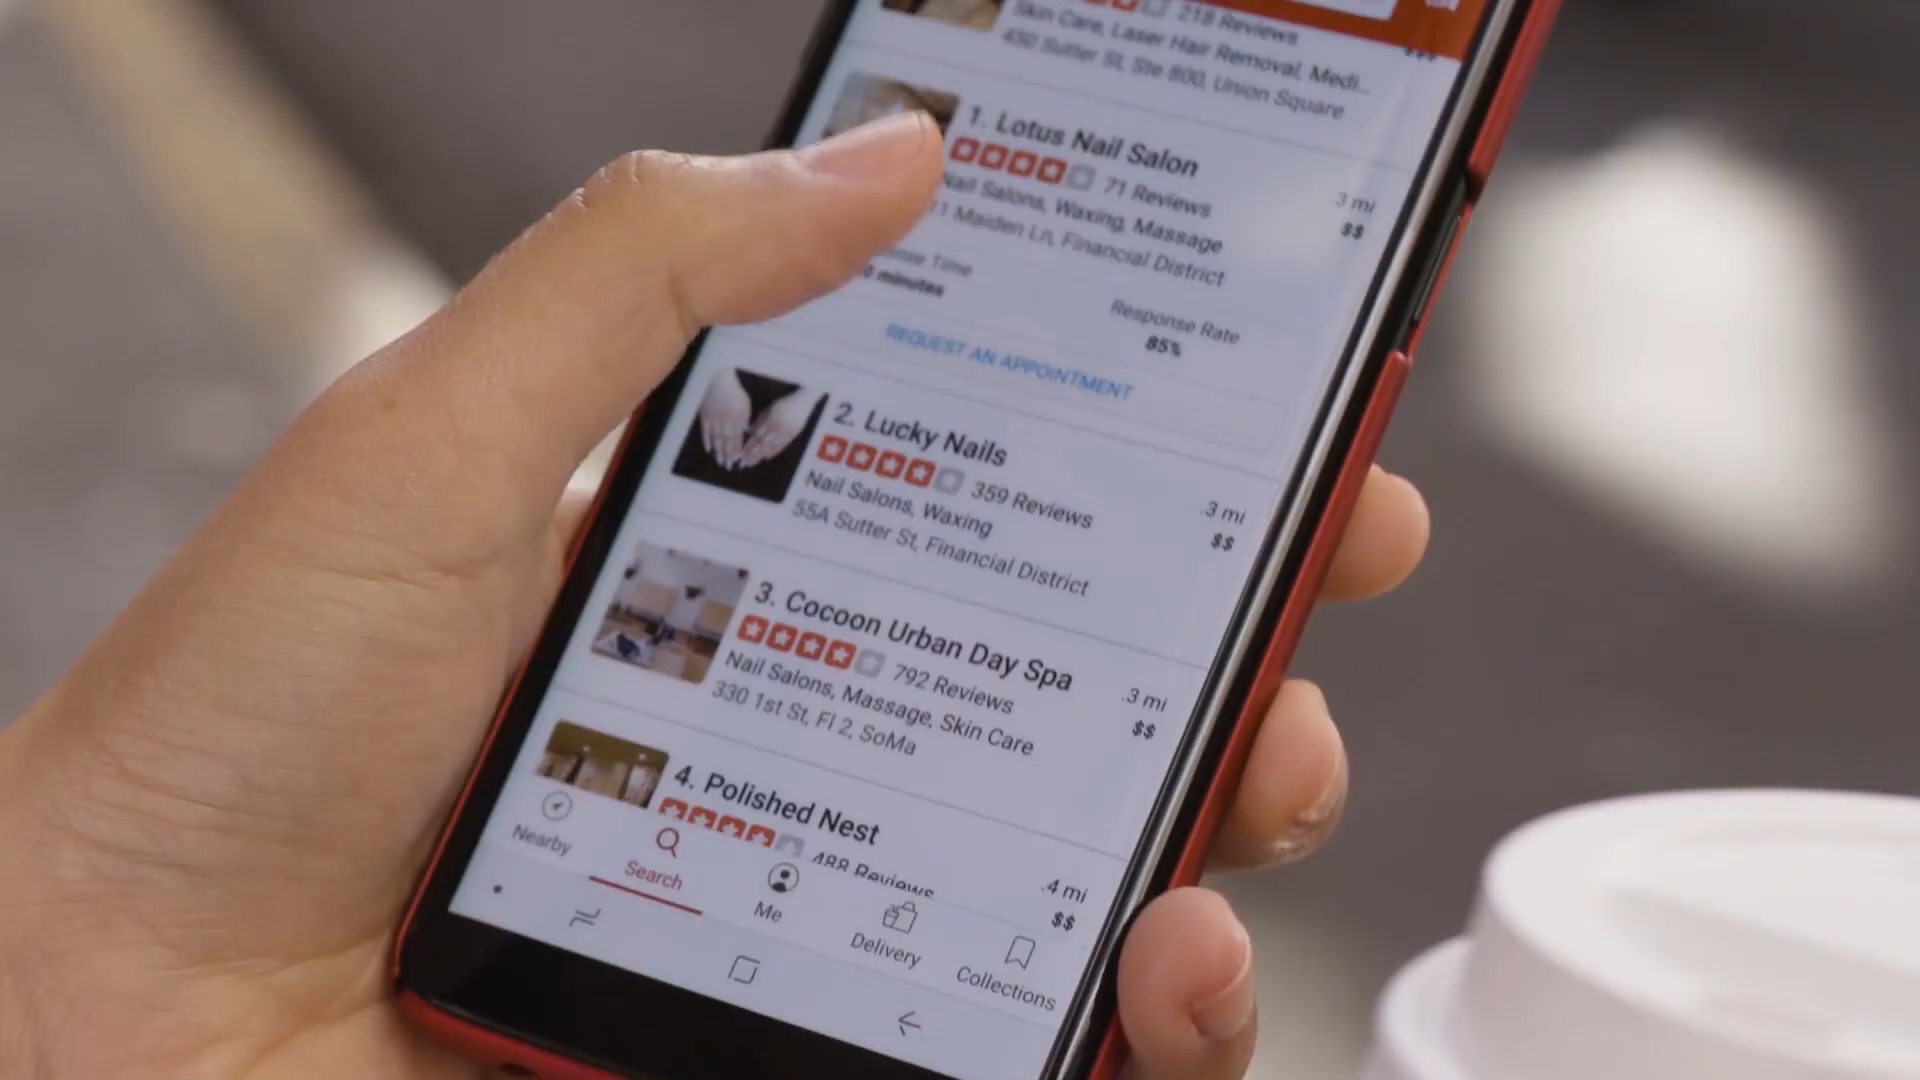 218 Reviews
Skin Care, Laser Hair Removal, Medi...
450 Sutter St, Ste 800, Union Square
1. Lotus Nail Salon
71 Reviews
3 mi
Nail Salons, Waxing, Massage
$$
Maiden Ln, Financial District
Time
minutes
Response Rate
85%
REQUEST AN APPOINTMENT
2. Lucky Nails
359 Reviews
.3 mi
Nail Salons, Waxing
$$
55A Sutter St, Financial District
3. Cocoon Urban Day Spa
792 Reviews
.3 mi
Nail Salons, Massage, Skin Care
$$
330 1st St, Fl 2, SoMa
4. Polished Nest
488 Reviews
.4 mi
$$
Nearby
Search
Me
Delivery
Collections